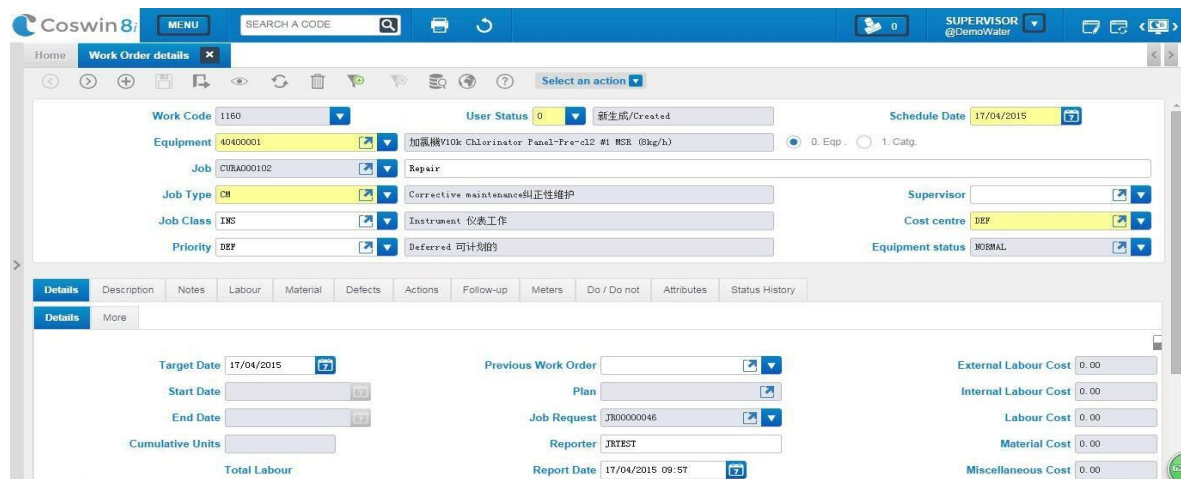 Coswin 8i MENU SEARCH A CODE 0 SUPERVISOR
@DemoWater
Home Work Order details
Select an action
Work Code 1160 User Status 0 新生成/Created Schedule Date 17/04/2015
Equipment 40400001 加氯機V10k Chlorinator Panel-Pre-cl2 #1 MSR (8kg/h) 0. Eqp . 1. Catg.
Job CURA000102 Repair
Job Type CM Corrective maintenance纠正性维护 Supervisor
Job Class INS Instrument 仪表工作 Cost centre DEF
Priority DEF Deferred 可计划的 Equipment status NORMAL
Details Description Notes Labour Material Defects Actions Follow-up Meters Do / Do not Attributes Status History
Details More
Target Date 17/04/2015 Previous Work Order External Labour Cost 0.00
Start Date Plan Internal Labour Cost 0.00
End Date Job Request JR00000046 Labour Cost 0.00
Cumulative Units Reporter JRTEST Material Cost 0.00
Total Labour Report Date 17/04/2015 09:57 Miscellaneous Cost 0.00